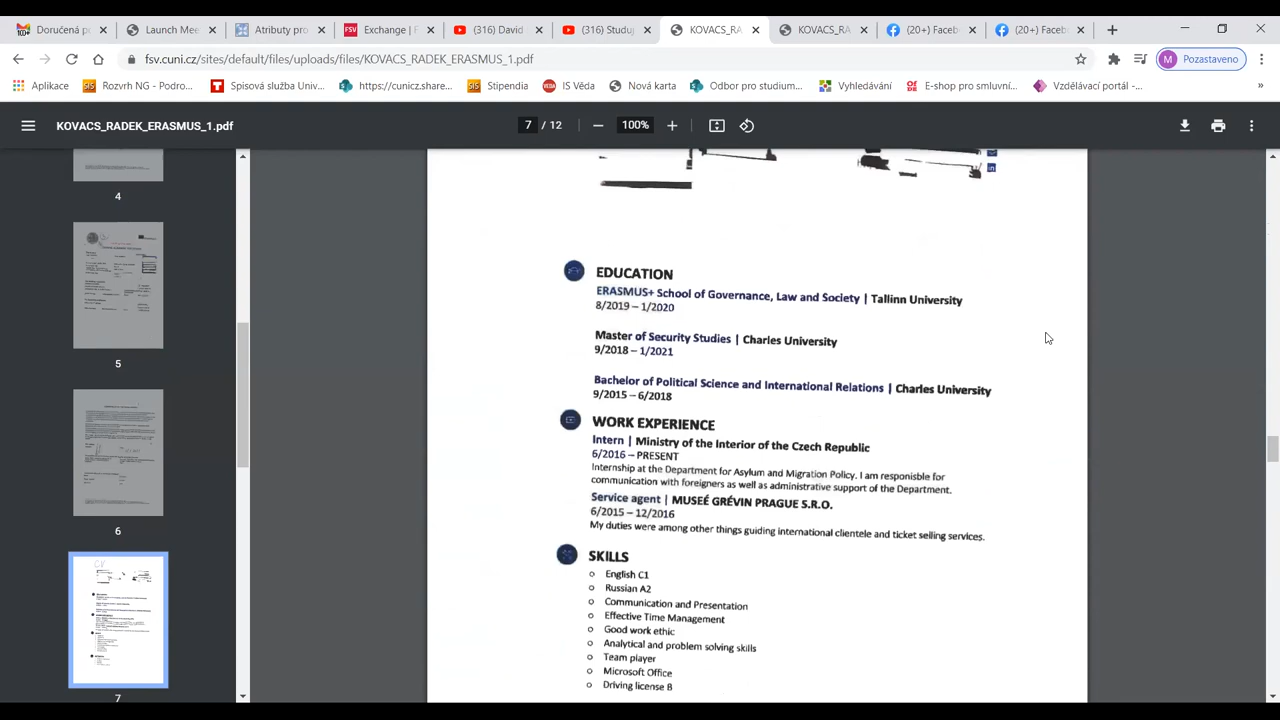 Doručená po
Launch Mee
Atributy pro
Exchange | F
(316) David
(316) Studuj
KOVACS_RA
KOVACS_RA
(20+) Faceb
(20+) Faceb
fsv.cuni.cz/sites/default/files/uploads/files/KOVACS_RADEK_ERASMUS_1.pdf
M Pozastaveno
Aplikace
SIS Rozvrh NG - Podro...
Spisová služba Univ...
https://cunicz.share...
SIS Stipendia
VĚDA IS Věda
Nová karta
Odbor pro studium...
Vyhledávání
E-shop pro smluvní...
Vzdělávací portál -...
»
KOVACS_RADEK_ERASMUS_1.pdf
7 / 12
100%
4
5
6
7
EDUCATION
ERASMUS+ School of Governance, Law and Society | Tallinn University
8/2019 – 1/2020
Master of Security Studies | Charles University
9/2018 – 1/2021
Bachelor of Political Science and International Relations | Charles University
9/2015 – 6/2018
WORK EXPERIENCE
Intern | Ministry of the Interior of the Czech Republic
6/2016 – PRESENT
Internship at the Department for Asylum and Migration Policy. I am responisble for
communication with foreigners as well as administrative support of the Department.
Service agent | MUSEÉ GRÉVIN PRAGUE S.R.O.
6/2015 – 12/2016
My duties were among other things guiding international clientele and ticket selling services.
SKILLS
English C1
Russian A2
Communication and Presentation
Effective Time Management
Good work ethic
Analytical and problem solving skills
Team player
Microsoft Office
Driving license B